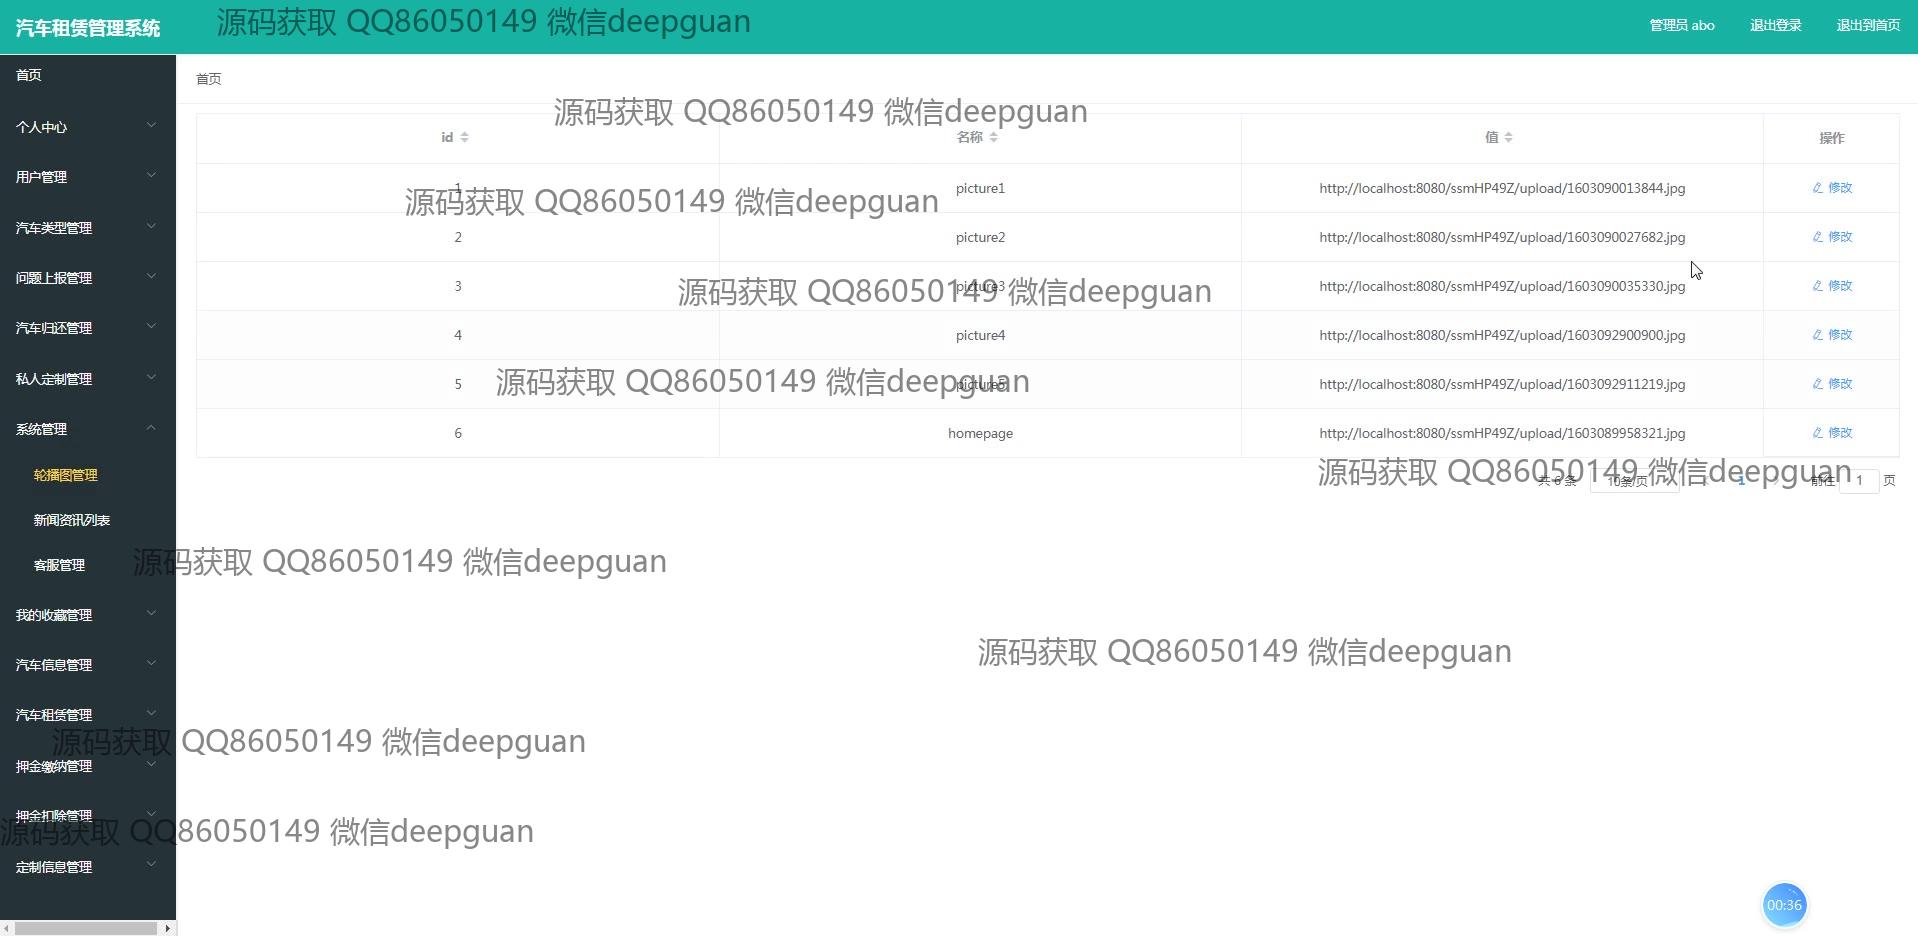 汽车租赁管理系统
源码获取 QQ86050149 微信deepguan
管理员 abo 退出登录 退出到首页
首页
个人中心
用户管理
汽车类型管理
问题上报管理
汽车归还管理
私人定制管理
系统管理
轮播图管理
新闻资讯列表
客服管理
我的收藏管理
汽车信息管理
汽车租赁管理
押金缴纳管理
押金扣除管理
定制信息管理
首页
源码获取 QQ86050149 微信deepguan
id 名称 值 操作
1 picture1 http://localhost:8080/ssmHP49Z/upload/1603090013844.jpg 修改
源码获取 QQ86050149 微信deepguan
2 picture2 http://localhost:8080/ssmHP49Z/upload/1603090027682.jpg 修改
3 picture3 http://localhost:8080/ssmHP49Z/upload/1603090035330.jpg 修改
源码获取 QQ86050149 微信deepguan
4 picture4 http://localhost:8080/ssmHP49Z/upload/1603092900900.jpg 修改
5 picture5 http://localhost:8080/ssmHP49Z/upload/1603092911219.jpg 修改
源码获取 QQ86050149 微信deepguan
6 homepage http://localhost:8080/ssmHP49Z/upload/1603089958321.jpg 修改
源码获取 QQ86050149 微信deepguan
共 6 条 10条/页 1 前往 1 页
源码获取 QQ86050149 微信deepguan
源码获取 QQ86050149 微信deepguan
源码获取 QQ86050149 微信deepguan
源码获取 QQ86050149 微信deepguan
00:36